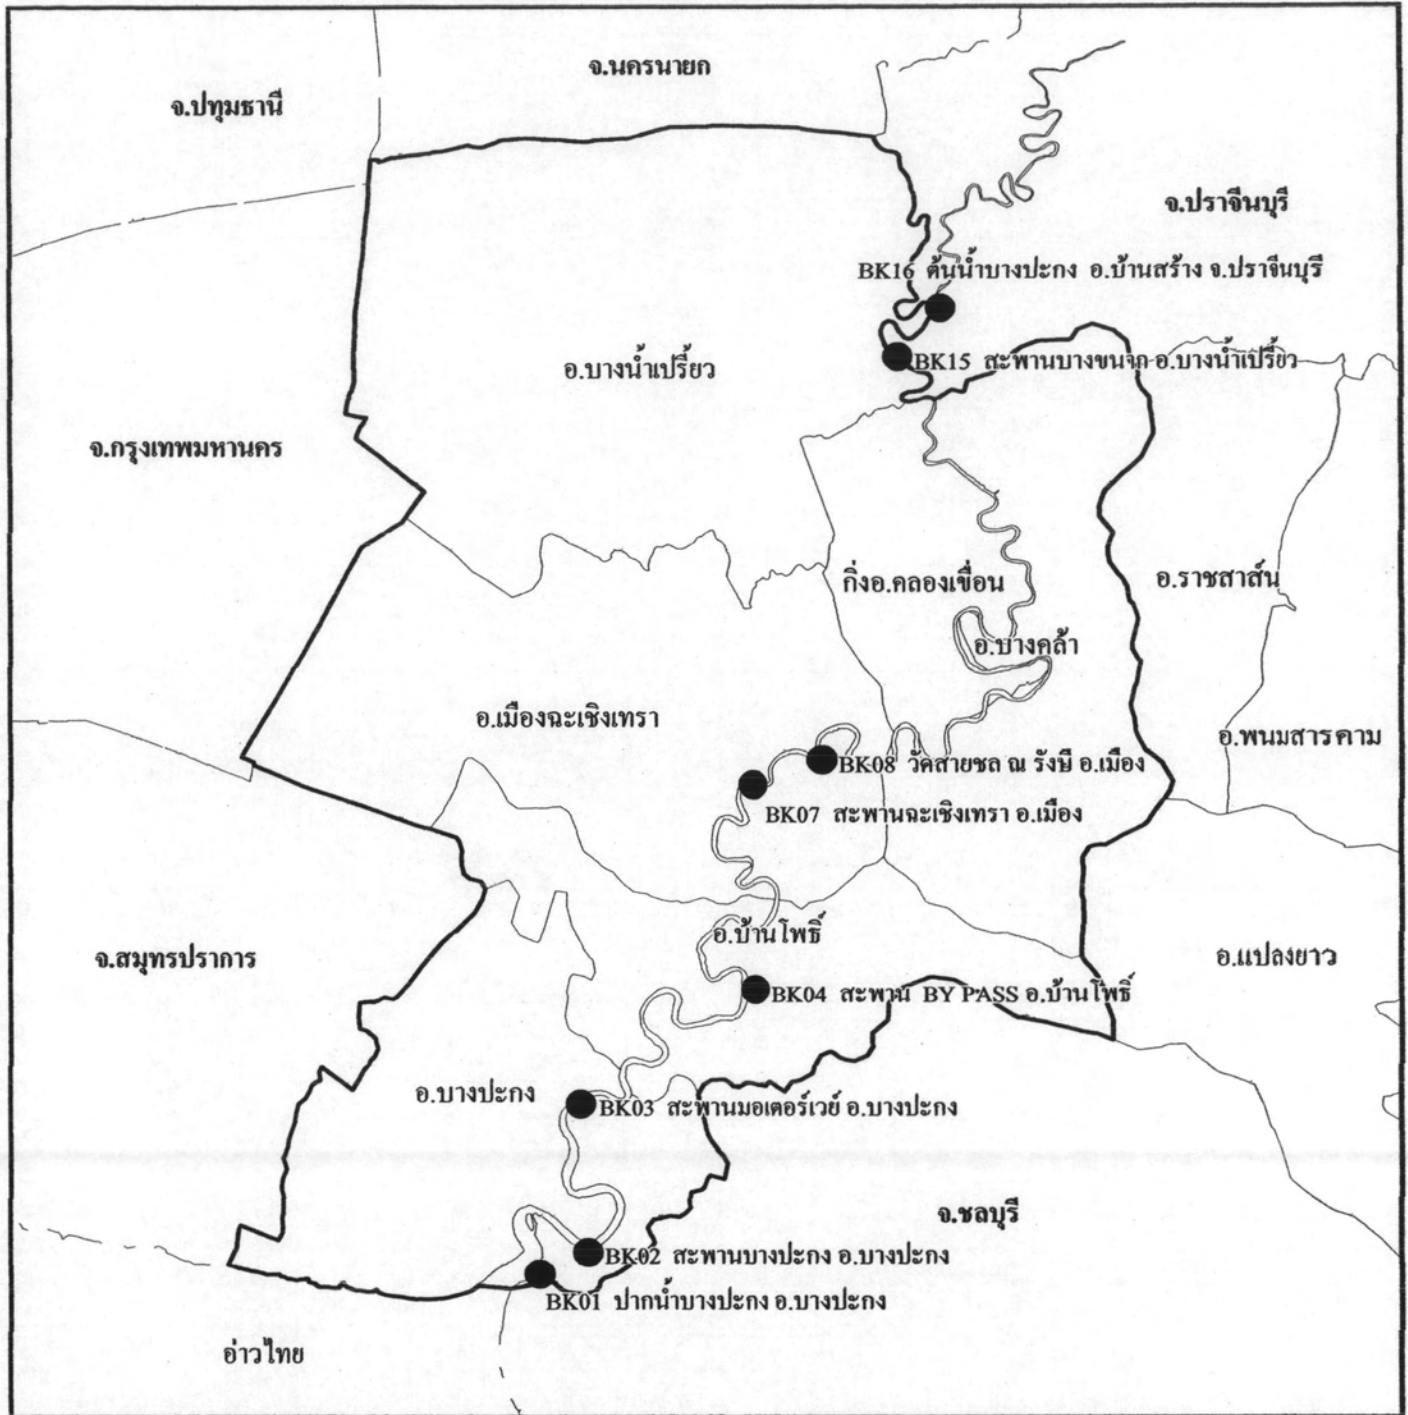 จ.นครนายก
จ.ปทุมธานี
จ.ปราจีนบุรี
BK16 ต้นน้ำบางปะกง อ.บ้านสร้าง จ.ปราจีนบุรี
BK15 สะพานบางขนาก อ.บางน้ำเปรี้ยว
อ.บางน้ำเปรี้ยว
จ.กรุงเทพมหานคร
กิ่งอ.คลองเขื่อน
อ.ราชสาส์น
อ.บางคล้า
อ.เมืองฉะเชิงเทรา
อ.พนมสารคาม
BK08 วัดสายชล ณ รังษี อ.เมือง
BK07 สะพานฉะเชิงเทรา อ.เมือง
อ.บ้านโพธิ์
จ.สมุทรปราการ
อ.แปลงยาว
BK04 สะพาน BY PASS อ.บ้านโพธิ์
อ.บางปะกง
BK03 สะพานมอเตอร์เวย์ อ.บางปะกง
จ.ชลบุรี
BK02 สะพานบางปะกง อ.บางปะกง
BK01 ปากน้ำบางปะกง อ.บางปะกง
อ่าวไทย